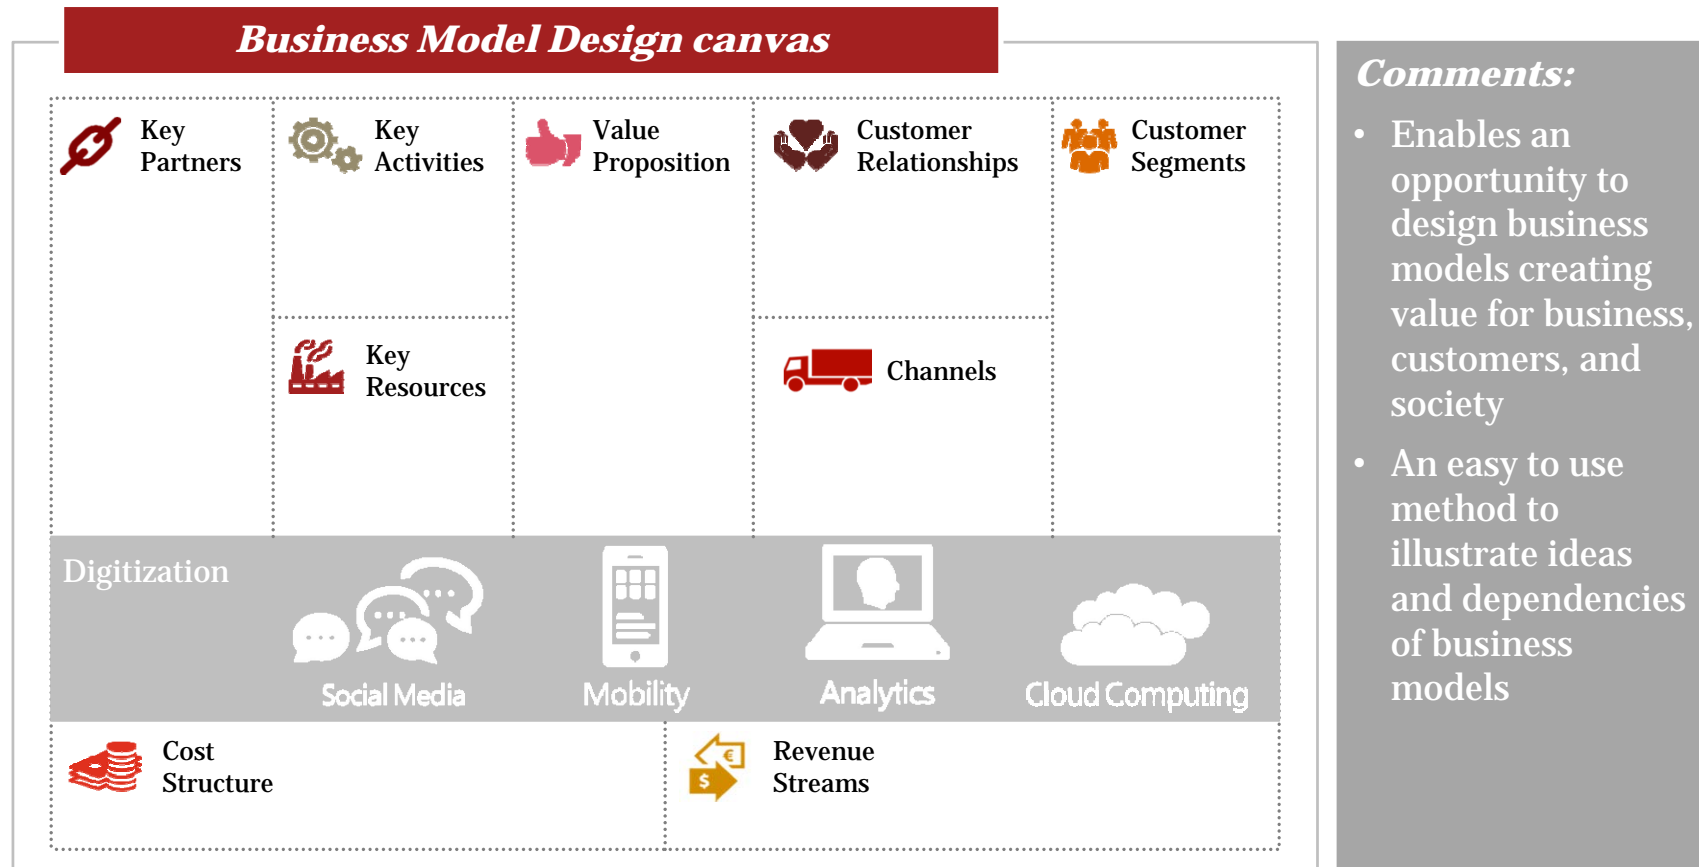 Business Model Design canvas
Key
Partners
Key
Activities
Value
Proposition
Customer
Relationships
Customer
Segments
Key
Resources
Channels
Digitization
Social Media
Mobility
Analytics
Cloud Computing
Cost
Structure
€
$
Revenue
Streams
Comments:
• Enables an
opportunity to
design business
models creating
value for business,
customers, and
society
• An easy to use
method to
illustrate ideas
and dependencies
of business
models